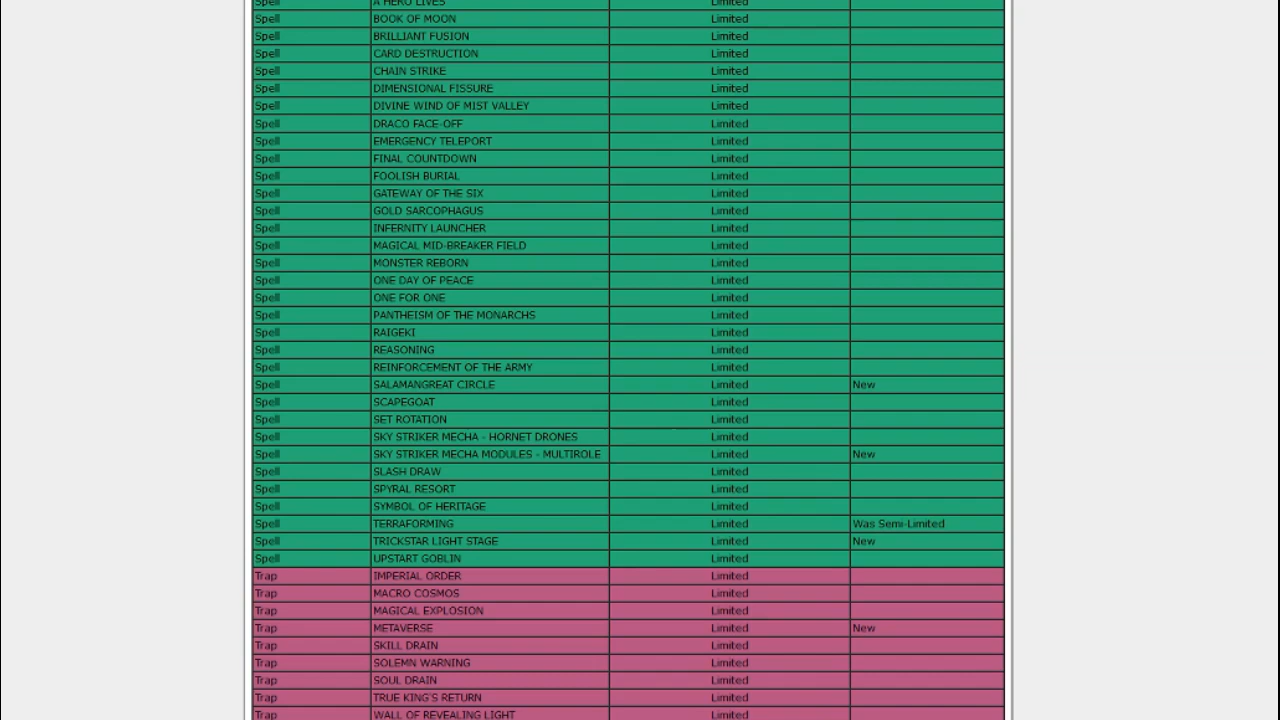 Spell A HERO LIVES Limited
Spell BOOK OF MOON Limited
Spell BRILLIANT FUSION Limited
Spell CARD DESTRUCTION Limited
Spell CHAIN STRIKE Limited
Spell DIMENSIONAL FISSURE Limited
Spell DIVINE WIND OF MIST VALLEY Limited
Spell DRACO FACE-OFF Limited
Spell EMERGENCY TELEPORT Limited
Spell FINAL COUNTDOWN Limited
Spell FOOLISH BURIAL Limited
Spell GATEWAY OF THE SIX Limited
Spell GOLD SARCOPHAGUS Limited
Spell INFERNITY LAUNCHER Limited
Spell MAGICAL MID-BREAKER FIELD Limited
Spell MONSTER REBORN Limited
Spell ONE DAY OF PEACE Limited
Spell ONE FOR ONE Limited
Spell PANTHEISM OF THE MONARCHS Limited
Spell RAIGEKI Limited
Spell REASONING Limited
Spell REINFORCEMENT OF THE ARMY Limited
Spell SALAMANGREAT CIRCLE Limited New
Spell SCAPEGOAT Limited
Spell SET ROTATION Limited
Spell SKY STRIKER MECHA - HORNET DRONES Limited
Spell SKY STRIKER MECHA MODULES - MULTIROLE Limited New
Spell SLASH DRAW Limited
Spell SPYRAL RESORT Limited
Spell SYMBOL OF HERITAGE Limited
Spell TERRAFORMING Limited Was Semi-Limited
Spell TRICKSTAR LIGHT STAGE Limited New
Spell UPSTART GOBLIN Limited
Trap IMPERIAL ORDER Limited
Trap MACRO COSMOS Limited
Trap MAGICAL EXPLOSION Limited
Trap METAVERSE Limited New
Trap SKILL DRAIN Limited
Trap SOLEMN WARNING Limited
Trap SOUL DRAIN Limited
Trap TRUE KING'S RETURN Limited
Trap WALL OF REVEALING LIGHT Limited